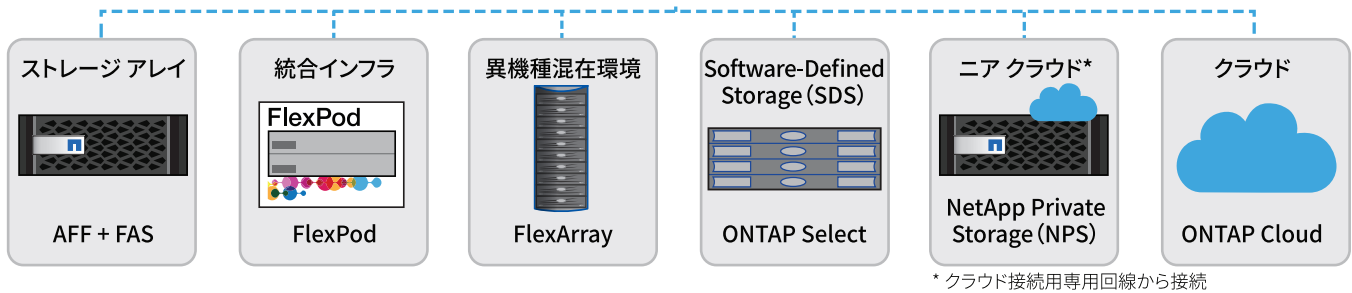 ストレージ アレイ
AFF + FAS
統合インフラ
FlexPod
FlexPod
異機種混在環境
FlexArray
Software-Defined
Storage（SDS）
ONTAP Select
ニア クラウド*
NetApp Private
Storage（NPS）
クラウド
ONTAP Cloud
* クラウド接続用専用回線から接続